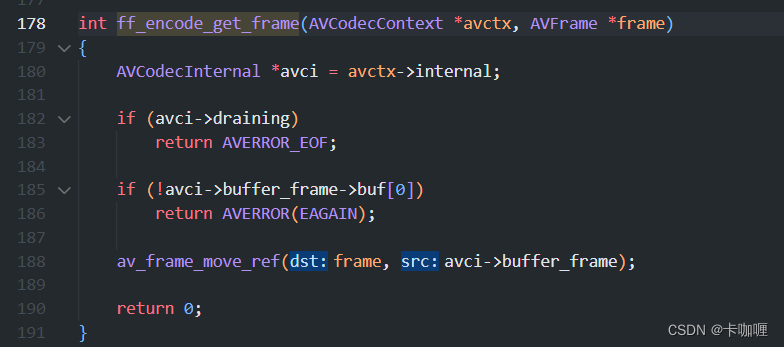 177
178 int ff_encode_get_frame(AVCodecContext *avctx, AVFrame *frame)
179 {
180 AVCodecInternal *avci = avctx->internal;
181
182 if (avci->draining)
183 return AVERROR_EOF;
184
185 if (!avci->buffer_frame->buf[0])
186 return AVERROR(EAGAIN);
187
188 av_frame_move_ref(dst: frame, src: avci->buffer_frame);
189
190 return 0;
191 }
CSDN @卡咖喱